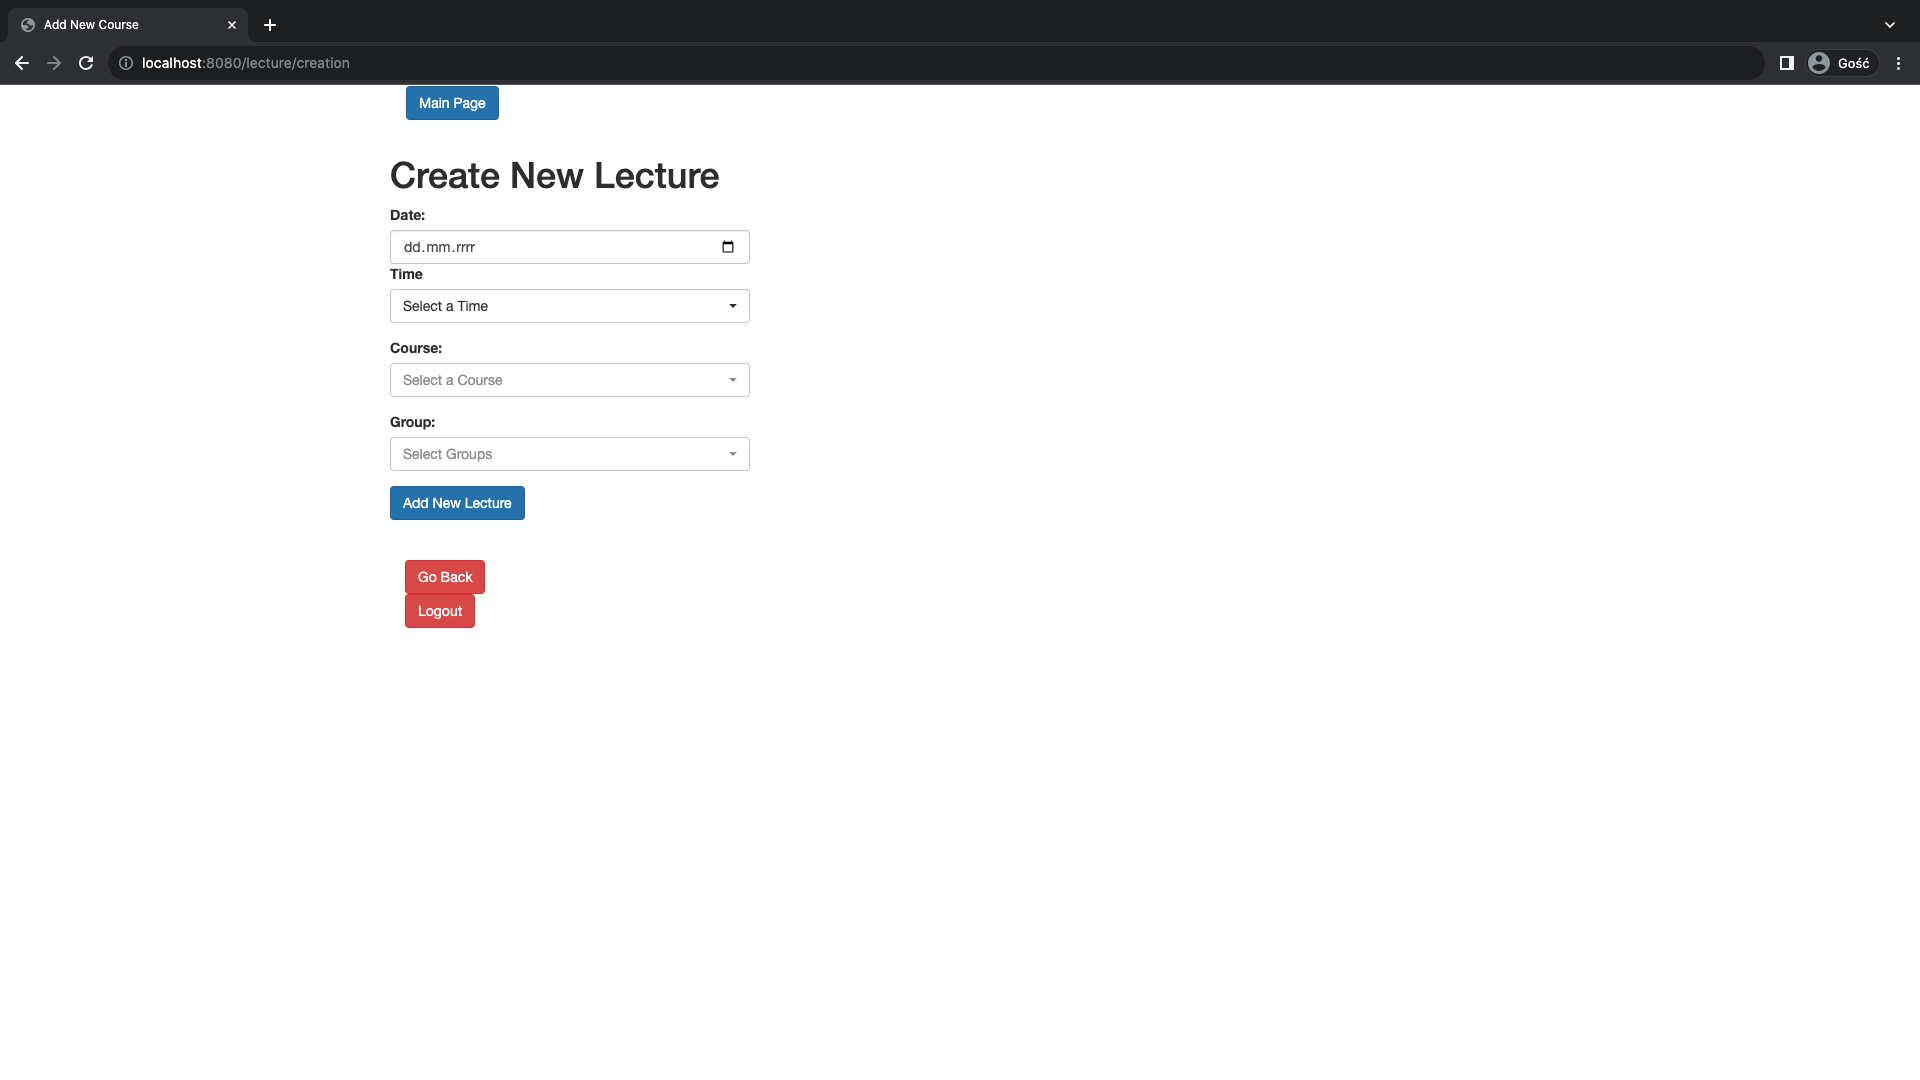 Add New Course
localhost:8080/lecture/creation
Gość
Main Page
Create New Lecture
Date:
dd.mm.rrrr
Time
Select a Time
Course:
Select a Course
Group:
Select Groups
Add New Lecture
Go Back
Logout